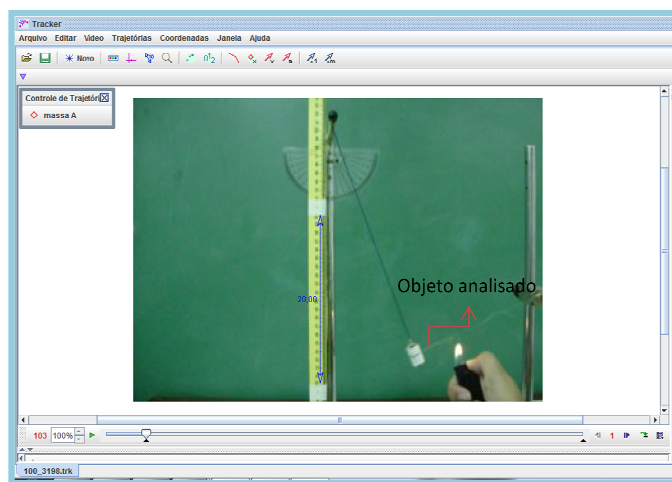 Tracker
Arquivo Editar Video Trajetórias Coordenadas Janela Ajuda
Novo
Controle de Trajetóri
massa A
20,00
Objeto analisado
103 100% 1
100_3198.trk